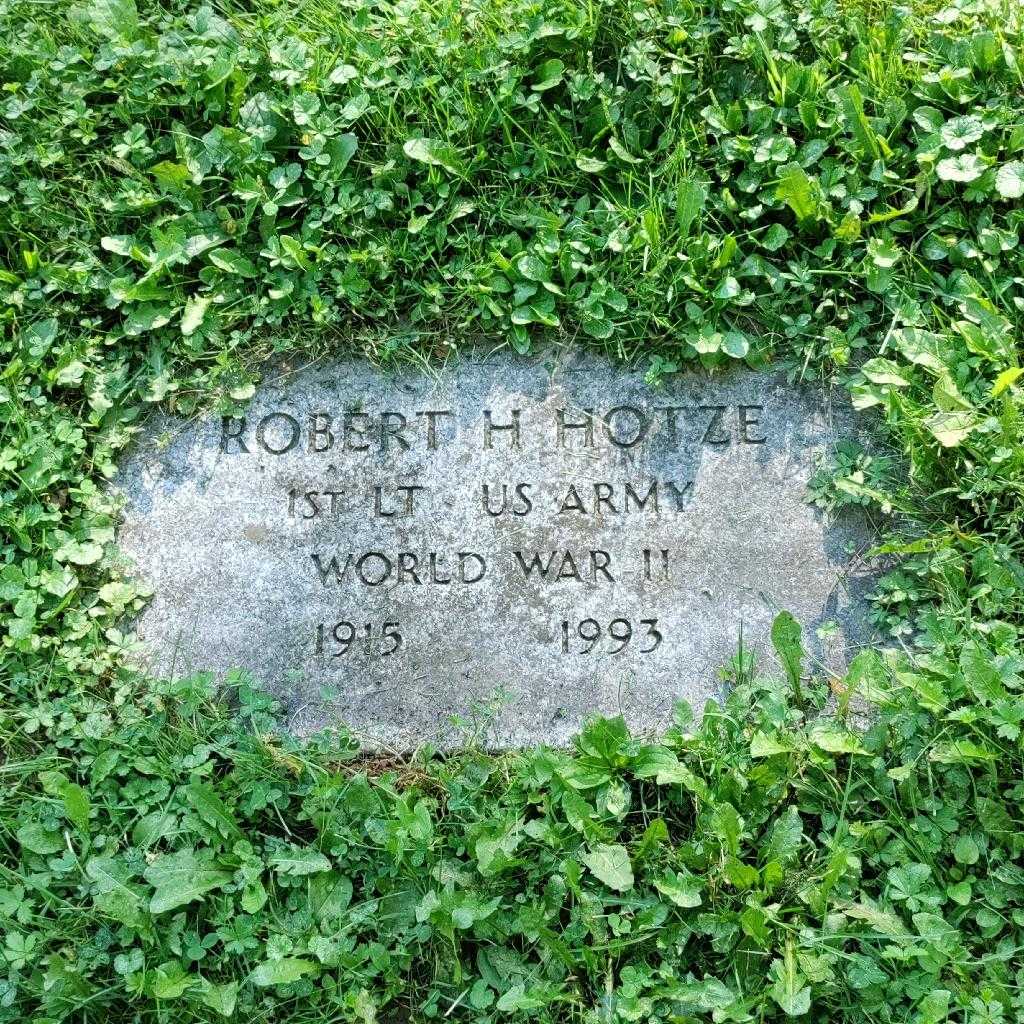 ROBERT H HOTZE
1ST LT US ARMY
WORLD WAR II
1915 1993